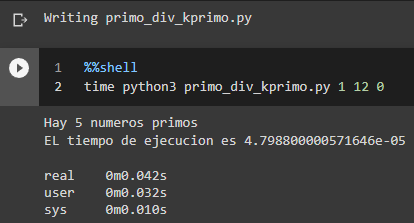 Writing primo_div_kprimo.py
1 %%shell
2 time python3 primo_div_kprimo.py 1 12 0
Hay 5 numeros primos
EL tiempo de ejecucion es 4.798800000571646e-05
real 0m0.042s
user 0m0.032s
sys 0m0.010s